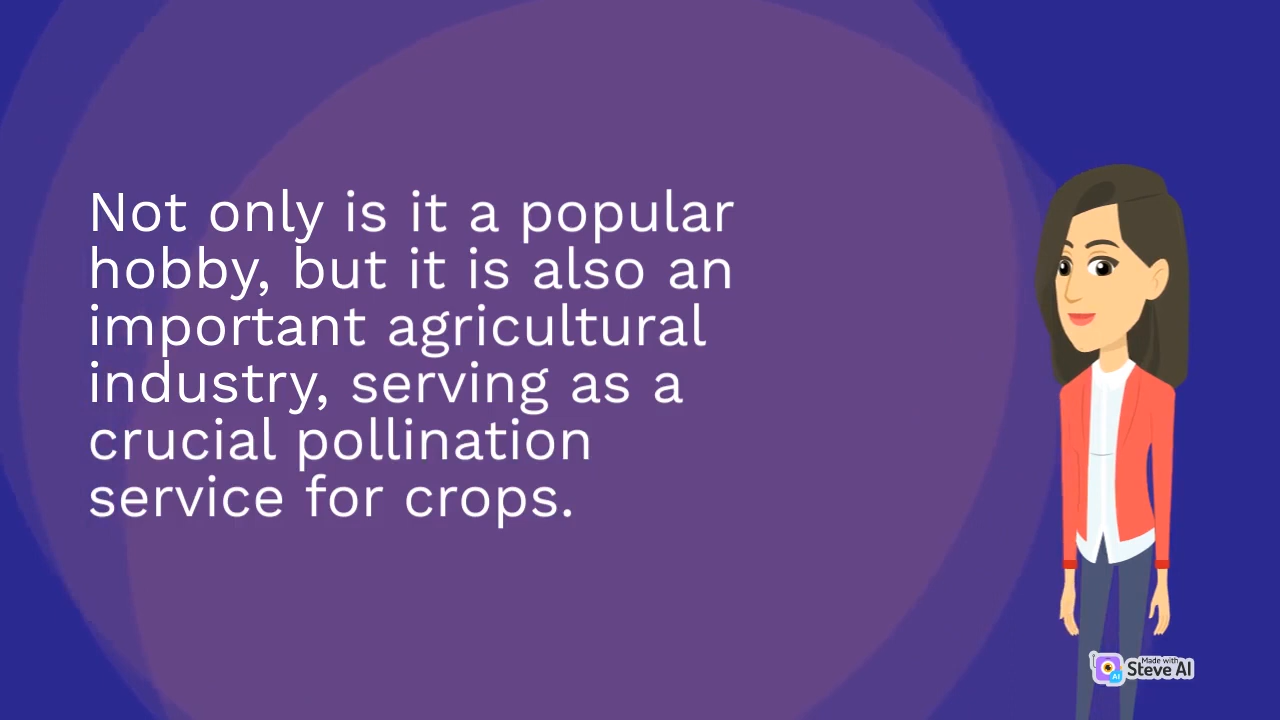 Not only is it a popular
hobby, but it is also an
important agricultural
industry, serving as a
crucial pollination
service for crops.
Made with
Steve AI
AI